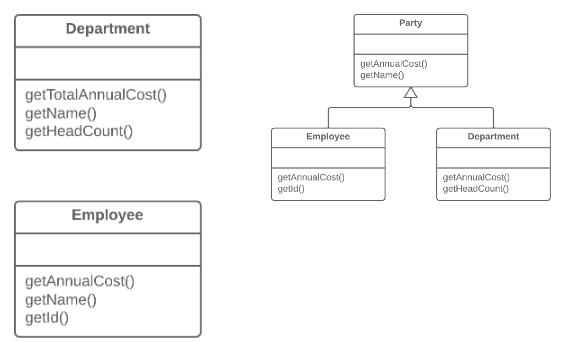 Department
getTotalAnnualCost()
getName()
getHeadCount()
Employee
getAnnualCost()
getName()
getId()
Party
getAnnualCost()
getName()
Employee
getAnnualCost()
getId()
Department
getAnnualCost()
getHeadCount()